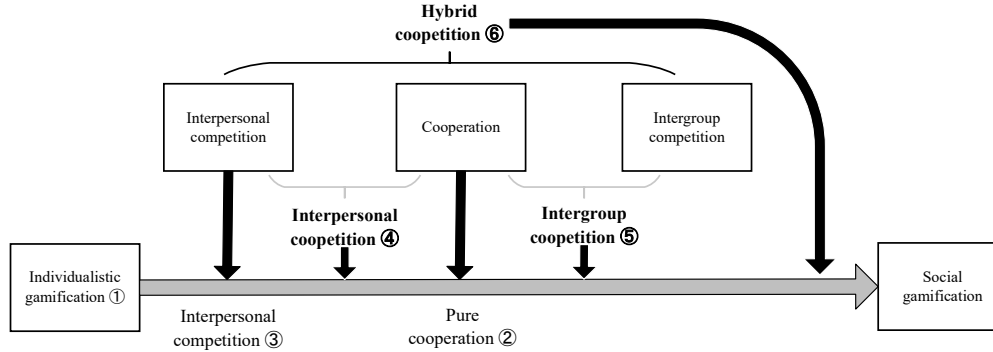 Hybrid
coopetition ⑥
Interpersonal
competition
Cooperation
Intergroup
competition
Interpersonal
coopetition ④
Intergroup
coopetition ⑤
Individualistic
gamification ①
Social
gamification
Interpersonal
competition ③
Pure
cooperation ②